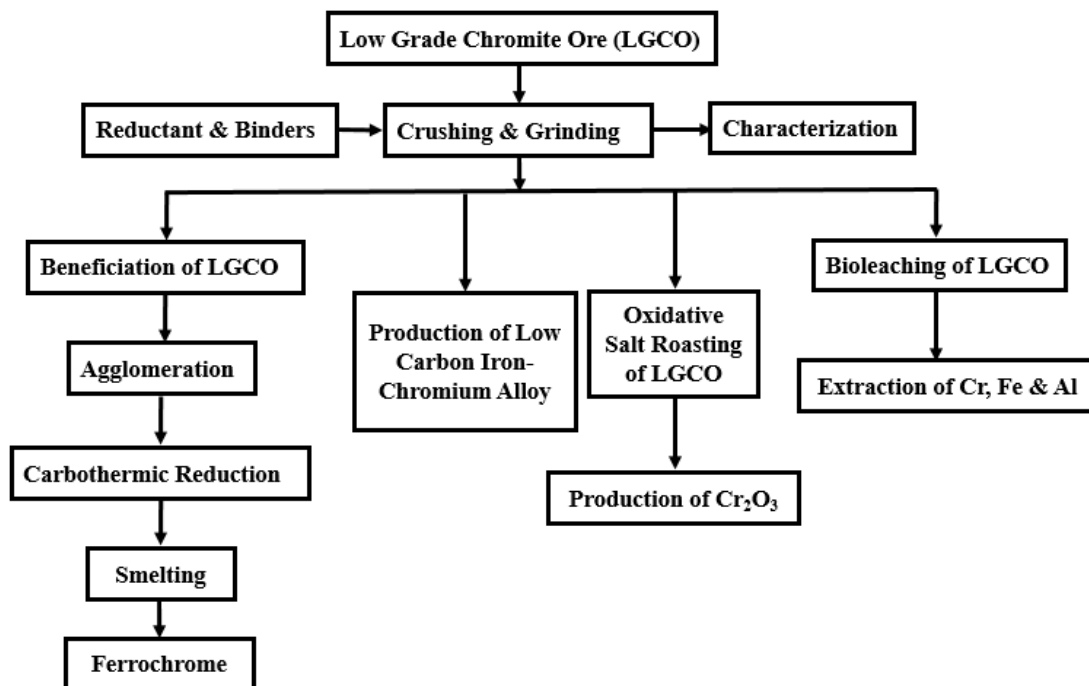 Low Grade Chromite Ore (LGCO)
Reductant & Binders
Crushing & Grinding
Characterization
Beneficiation of LGCO
Agglomeration
Carbothermic Reduction
Smelting
Ferrochrome
Production of Low
Carbon Iron-
Chromium Alloy
Oxidative
Salt Roasting
of LGCO
Production of Cr₂O₃
Bioleaching of LGCO
Extraction of Cr, Fe & Al